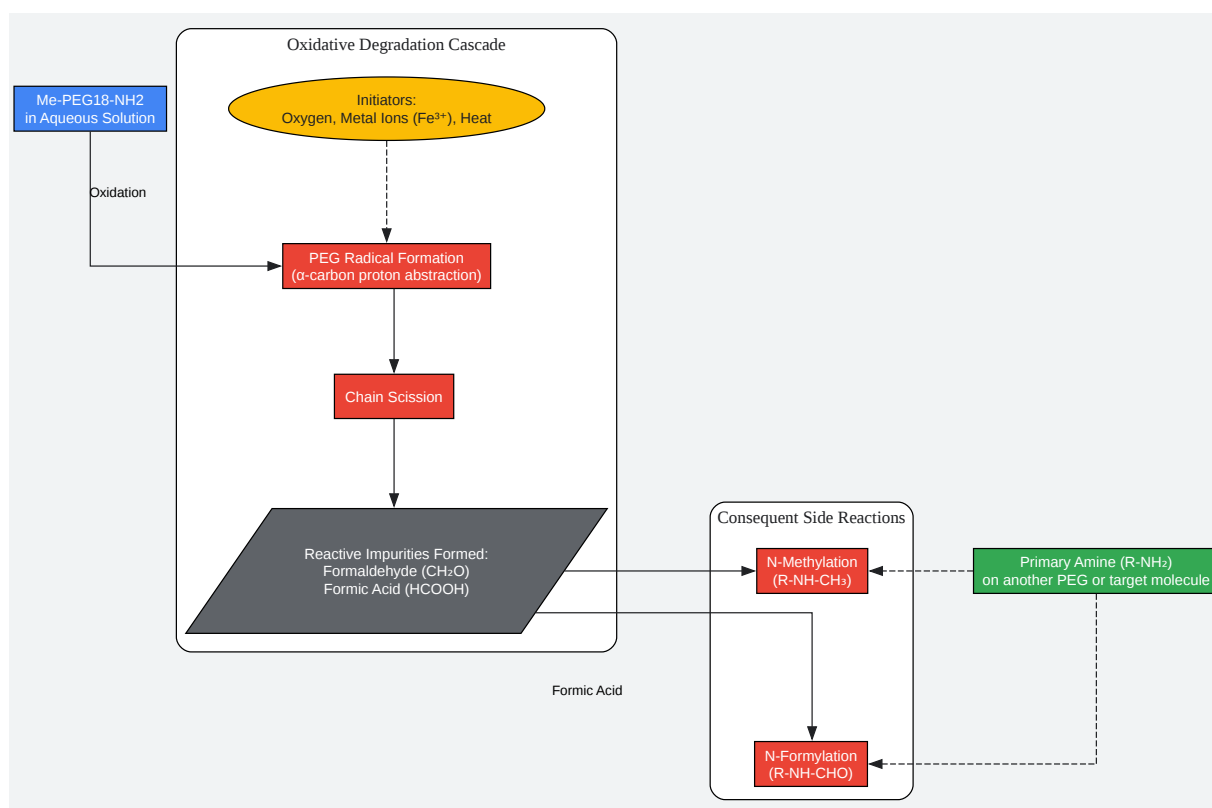 Oxidative Degradation Cascade
Initiators:
Oxygen, Metal Ions (Fe³⁺), Heat
Me-PEG18-NH2
in Aqueous Solution
Oxidation
PEG Radical Formation
(α-carbon proton abstraction)
Chain Scission
Reactive Impurities Formed:
Formaldehyde (CH₂O)
Formic Acid (HCOOH)
Consequent Side Reactions
N-Methylation
(R-NH-CH₃)
Primary Amine (R-NH₂)
on another PEG or target molecule
Formic Acid
N-Formylation
(R-NH-CHO)